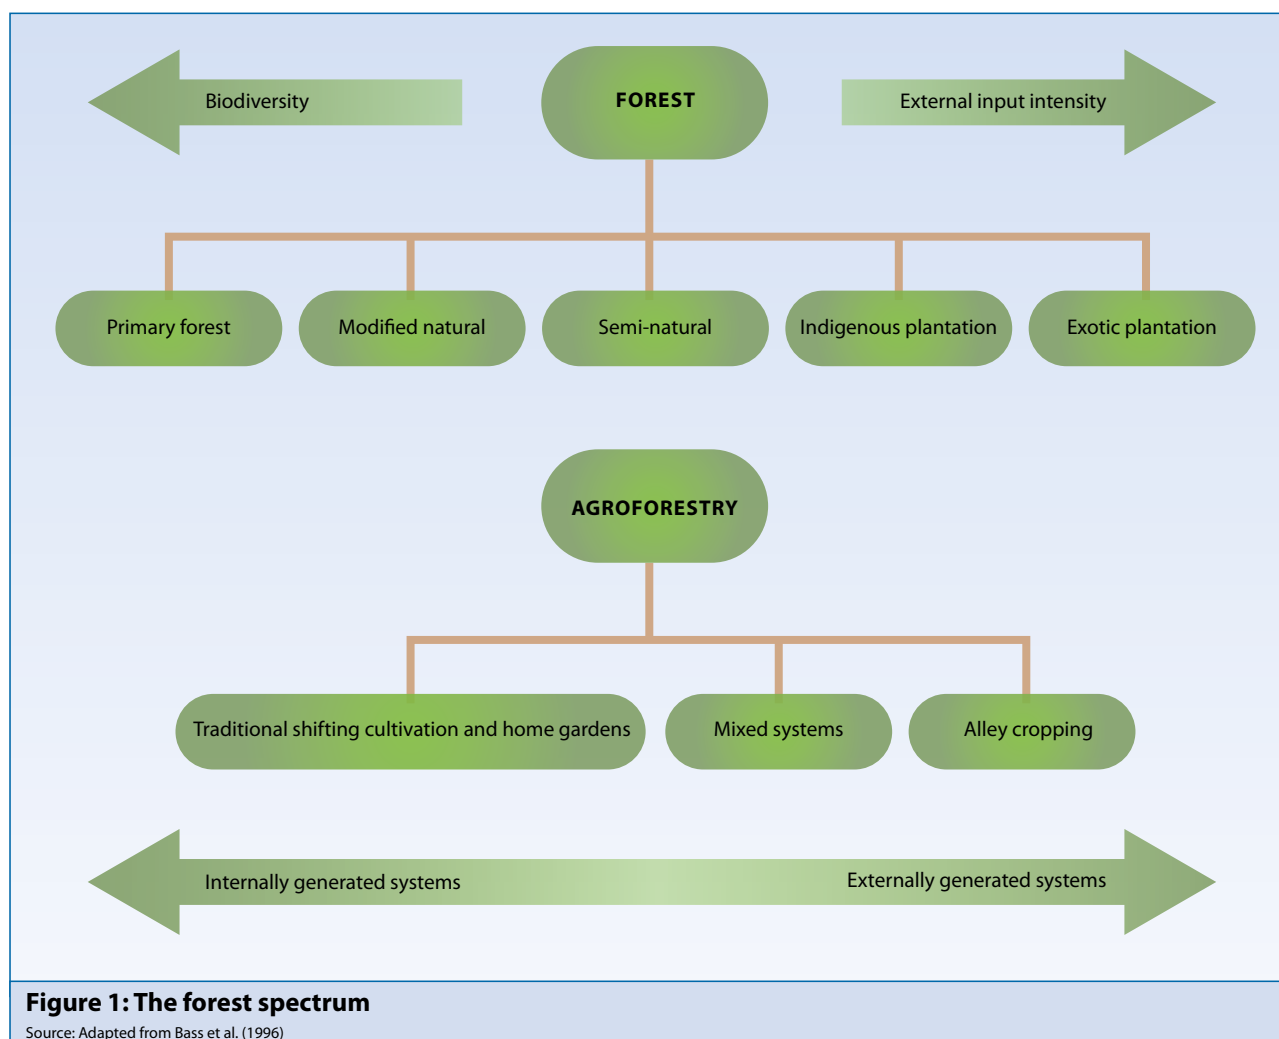 Biodiversity
FOREST
External input intensity
Primary forest
Modified natural
Semi-natural
Indigenous plantation
Exotic plantation
AGROFORESTRY
Traditional shifting cultivation and home gardens
Mixed systems
Alley cropping
Internally generated systems
Externally generated systems
Figure 1: The forest spectrum
Source: Adapted from Bass et al. (1996)